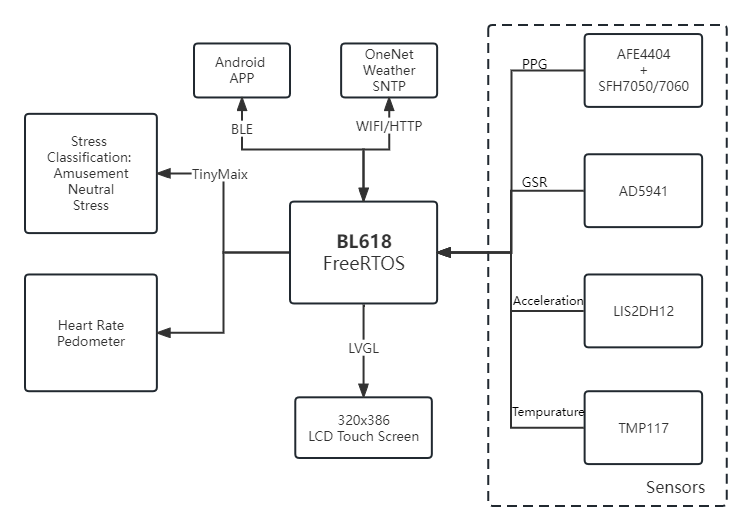 Android
APP
OneNet
Weather
SNTP
PPG
AFE4404
+
SFH7050/7060
BLE
WIFI/HTTP
Stress
Classification:
Amusement
Neutral
Stress
TinyMaix
GSR
AD5941
BL618
FreeRTOS
Heart Rate
Pedometer
Acceleration
LIS2DH12
LVGL
320x386
LCD Touch Screen
Tempurature
TMP117
Sensors